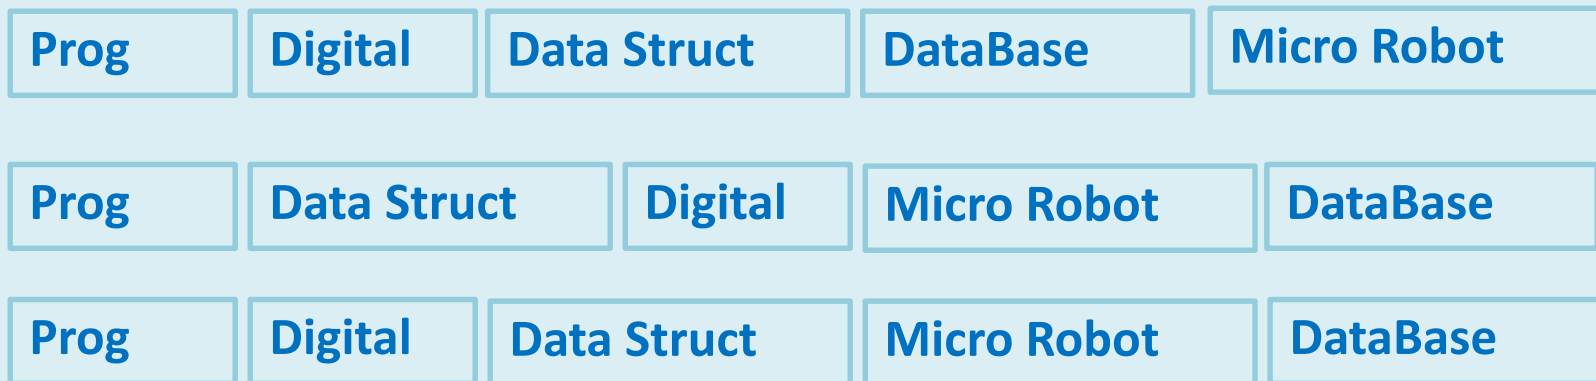 Prog Digital Data Struct DataBase Micro Robot
Prog Data Struct Digital Micro Robot DataBase
Prog Digital Data Struct Micro Robot DataBase